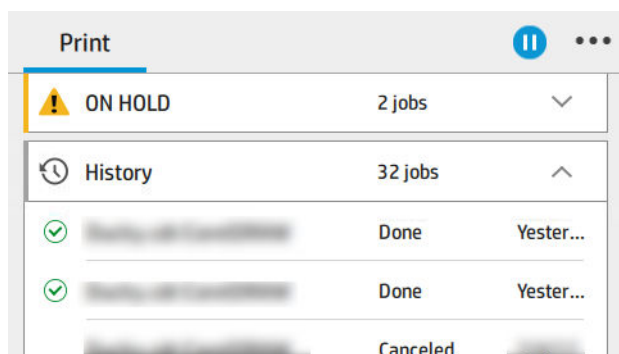 Print
ON HOLD 2 jobs
History 32 jobs
Done Yester...
Done Yester...
Canceled